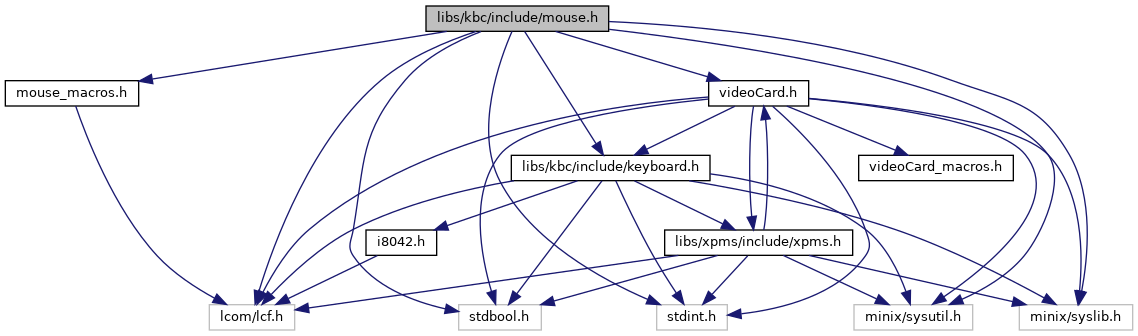 libs/kbc/include/mouse.h
mouse_macros.h
videoCard.h
libs/kbc/include/keyboard.h
videoCard_macros.h
i8042.h
libs/xpms/include/xpms.h
lcom/lcf.h
stdbool.h
stdint.h
minix/sysutil.h
minix/syslib.h